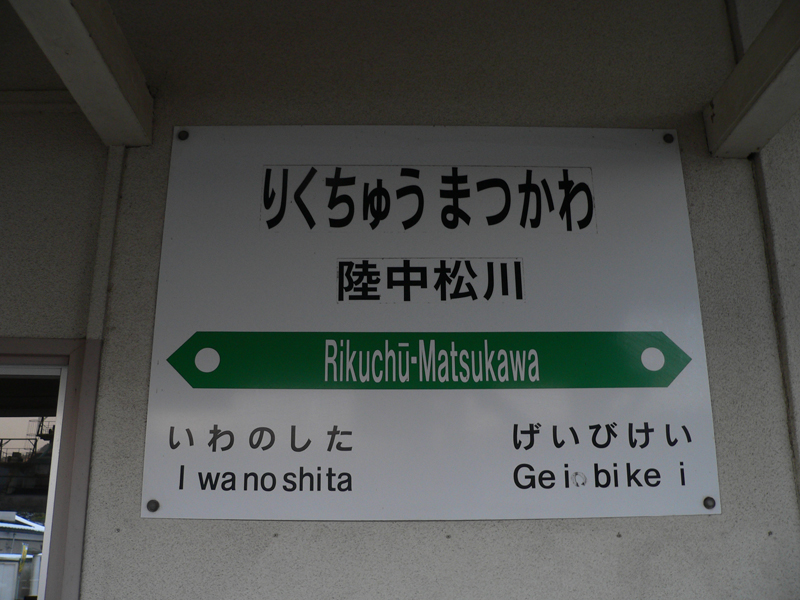 りくちゅうまつかわ
陸中松川
Rikuchū-Matsukawa
いわのした げいびけい
Iwanoshita Geibikei